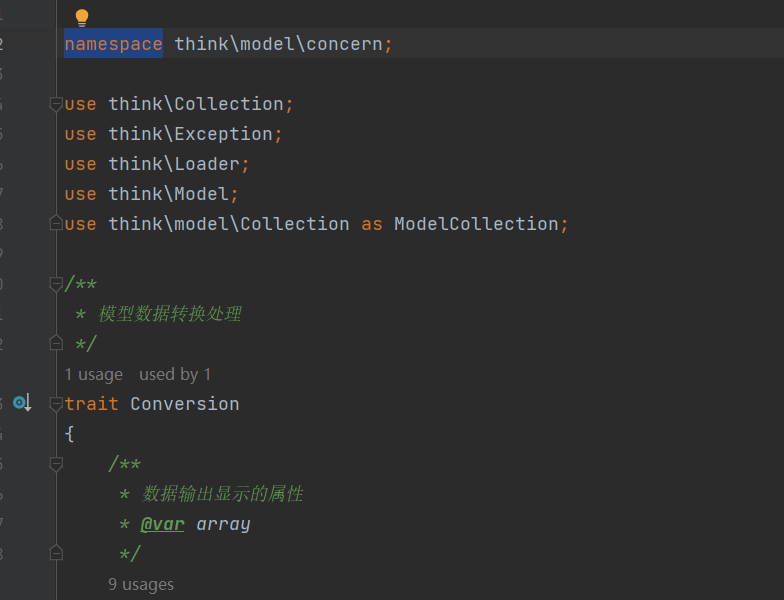 namespace think\model\concern;
use think\Collection;
use think\Exception;
use think\Loader;
use think\Model;
use think\model\Collection as ModelCollection;
/**
* 模型数据转换处理
*/
1 usage used by 1
trait Conversion
{
/**
* 数据输出显示的属性
* @var array
*/
9 usages